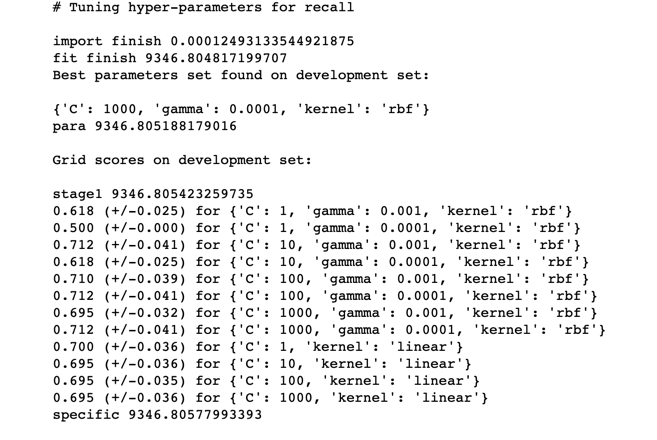 # Tuning hyper-parameters for recall
import finish 0.00012493133544921875
fit finish 9346.804817199707
Best parameters set found on development set:
{'C': 1000, 'gamma': 0.0001, 'kernel': 'rbf'}
para 9346.805188179016
Grid scores on development set:
stage1 9346.805423259735
0.618 (+/-0.025) for {'C': 1, 'gamma': 0.001, 'kernel': 'rbf'}
0.500 (+/-0.000) for {'C': 1, 'gamma': 0.0001, 'kernel': 'rbf'}
0.712 (+/-0.041) for {'C': 10, 'gamma': 0.001, 'kernel': 'rbf'}
0.618 (+/-0.025) for {'C': 10, 'gamma': 0.0001, 'kernel': 'rbf'}
0.710 (+/-0.039) for {'C': 100, 'gamma': 0.001, 'kernel': 'rbf'}
0.712 (+/-0.041) for {'C': 100, 'gamma': 0.0001, 'kernel': 'rbf'}
0.695 (+/-0.032) for {'C': 1000, 'gamma': 0.001, 'kernel': 'rbf'}
0.712 (+/-0.041) for {'C': 1000, 'gamma': 0.0001, 'kernel': 'rbf'}
0.700 (+/-0.036) for {'C': 1, 'kernel': 'linear'}
0.695 (+/-0.036) for {'C': 10, 'kernel': 'linear'}
0.695 (+/-0.035) for {'C': 100, 'kernel': 'linear'}
0.695 (+/-0.036) for {'C': 1000, 'kernel': 'linear'}
specific 9346.80577993393